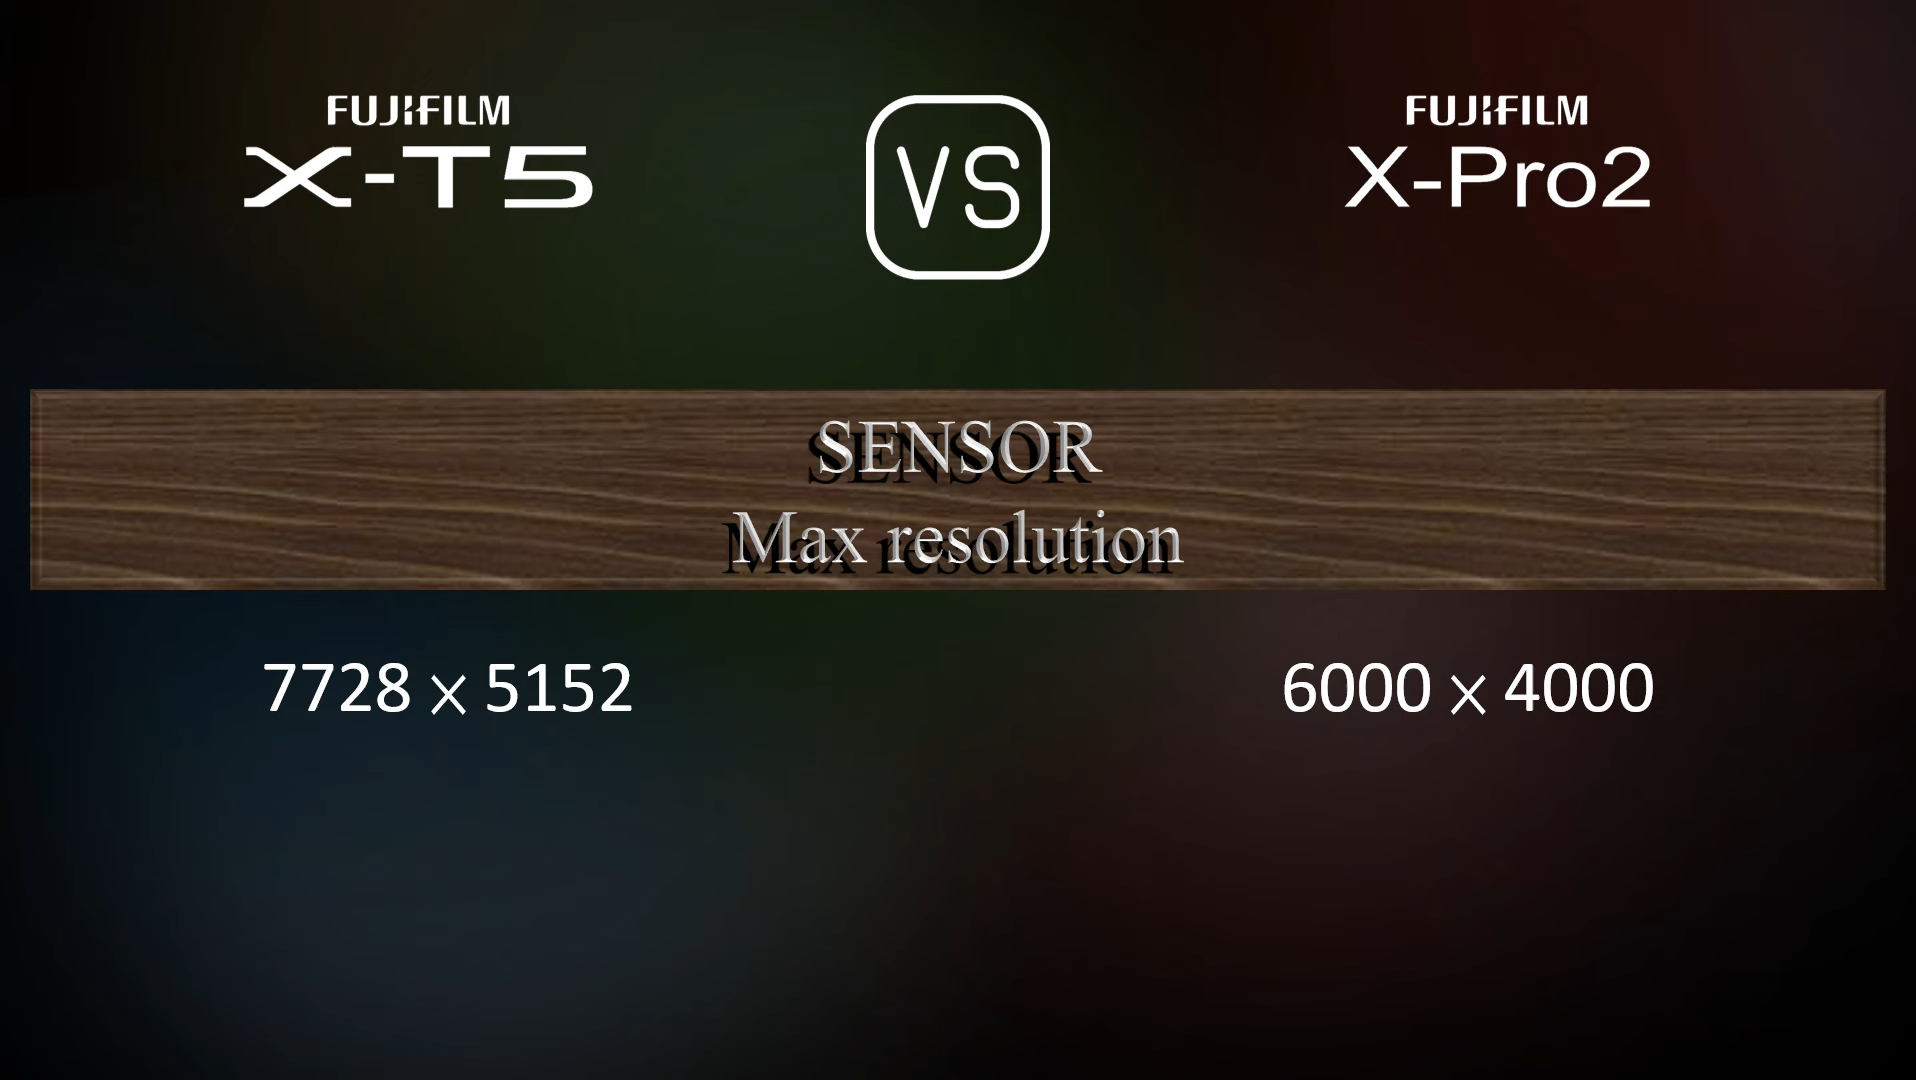 FUJIFILM
X-T5
VS
FUJIFILM
X-Pro2
SENSOR
Max resolution
7728 x 5152
6000 x 4000